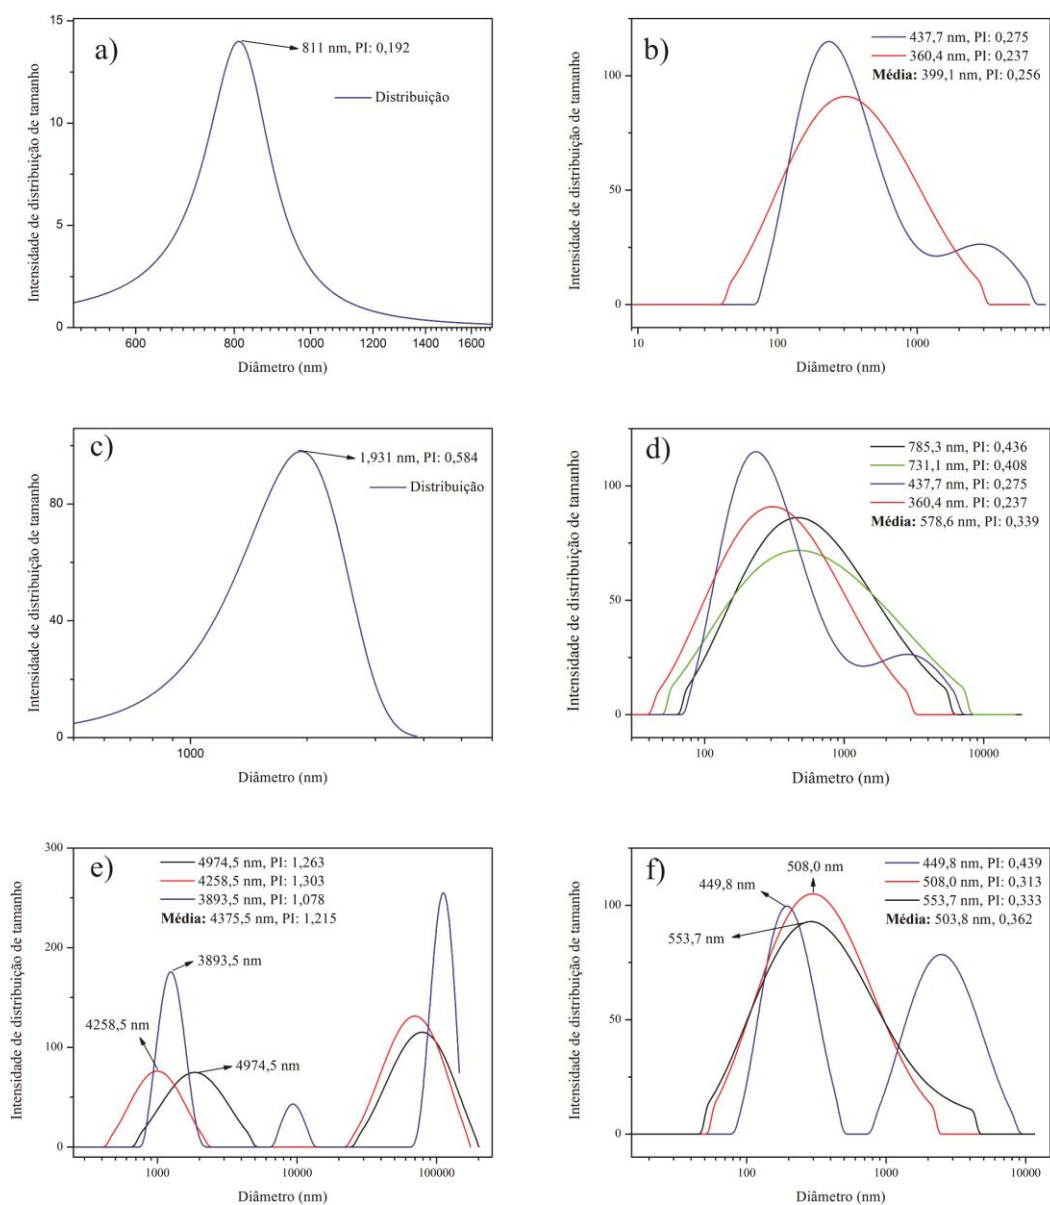 a)
811 nm, PI: 0,192
Distribuição
Intensidade de distribuição de tamanho
15
10
5
0
600
800
1000
1200
1400
1600
Diâmetro (nm)
b)
437,7 nm, PI: 0,275
360,4 nm, PI: 0,237
Média: 399,1 nm, PI: 0,256
Intensidade de distribuição de tamanho
100
50
0
10
100
1000
Diâmetro (nm)
c)
1,931 nm, PI: 0,584
Distribuição
Intensidade de distribuição de tamanho
80
40
0
1000
Diâmetro (nm)
d)
785,3 nm, PI: 0,436
731,1 nm, PI: 0,408
437,7 nm, PI: 0,275
360,4 nm. PI: 0,237
Média: 578,6 nm, PI: 0,339
Intensidade de distribuição de tamanho
100
50
0
100
1000
10000
Diâmetro (nm)
e)
4974,5 nm, PI: 1,263
4258,5 nm, PI: 1,303
3893,5 nm, PI: 1,078
Média: 4375,5 nm, PI: 1,215
3893,5 nm
4258,5 nm
4974,5 nm
Intensidade de distribuição de tamanho
300
200
100
0
1000
10000
100000
Diâmetro (nm)
f)
508,0 nm
449,8 nm
553,7 nm
449,8 nm, PI: 0,439
508,0 nm, PI: 0,313
553,7 nm, PI: 0,333
Média: 503,8 nm, 0,362
Intensidade de distribuição de tamanho
100
50
0
100
1000
10000
Diâmetro (nm)